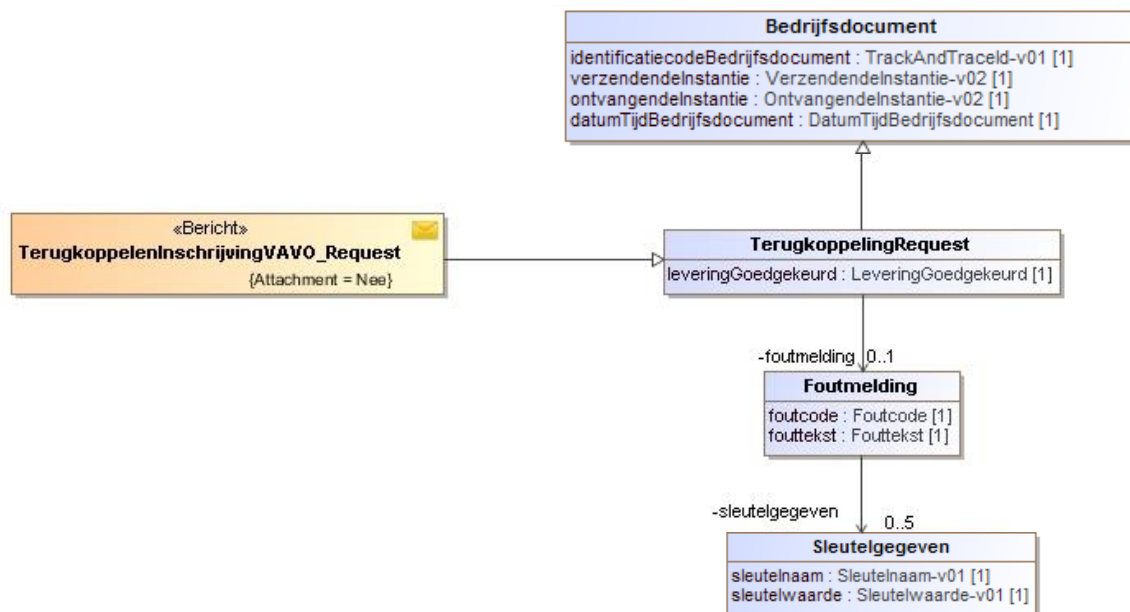 Bedrijfsdocument
identificatiecodeBedrijfsdocument : TrackAndTraceId-v01 [1]
verzendendeInstantie : VerzendendeInstantie-v02 [1]
ontvangendeInstantie : OntvangendeInstantie-v02 [1]
datumTijdBedrijfsdocument : DatumTijdBedrijfsdocument [1]
«Bericht»
TerugkoppelenInschrijvingVAVO_Request
{Attachment = Nee}
TerugkoppelingRequest
leveringGoedgekeurd : LeveringGoedgekeurd [1]
-foutmelding 0..1
Foutmelding
foutcode : Foutcode [1]
fouttekst : Fouttekst [1]
-sleutelgegeven 0..5
Sleutelgegeven
sleutelnaam : Sleutelnaam-v01 [1]
sleutelwaarde : Sleutelwaarde-v01 [1]